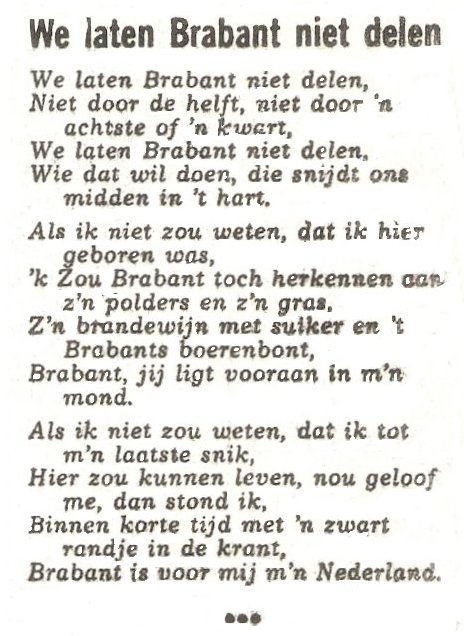 We laten Brabant niet delen
We laten Brabant niet delen,
Niet door de helft, niet door 'n
achtste of 'n kwart,
We laten Brabant niet delen,
Wie dat wil doen, die snijdt ons
midden in 't hart.
Als ik niet zou weten, dat ik hier
geboren was,
'k Zou Brabant toch herkennen aan
z'n polders en z'n gras,
Z'n brandewijn met suiker en 't
Brabants boerenbont,
Brabant, jij ligt vooraan in m'n
mond.
Als ik niet zou weten, dat ik tot
m'n laatste snik,
Hier zou kunnen leven, nou geloof
me, dan stond ik,
Binnen korte tijd met 'n zwart
randje in de krant,
Brabant is voor mij m'n Nederland.